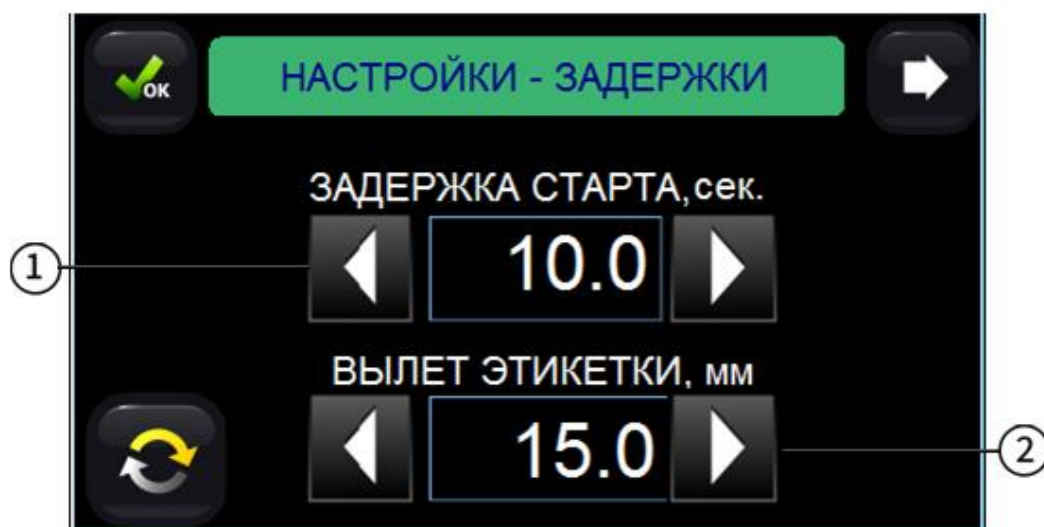 OK
НАСТРОЙКИ - ЗАДЕРЖКИ
ЗАДЕРЖКА СТАРТА, сек.
1
10.0
ВЫЛЕТ ЭТИКЕТКИ, мм
15.0
2